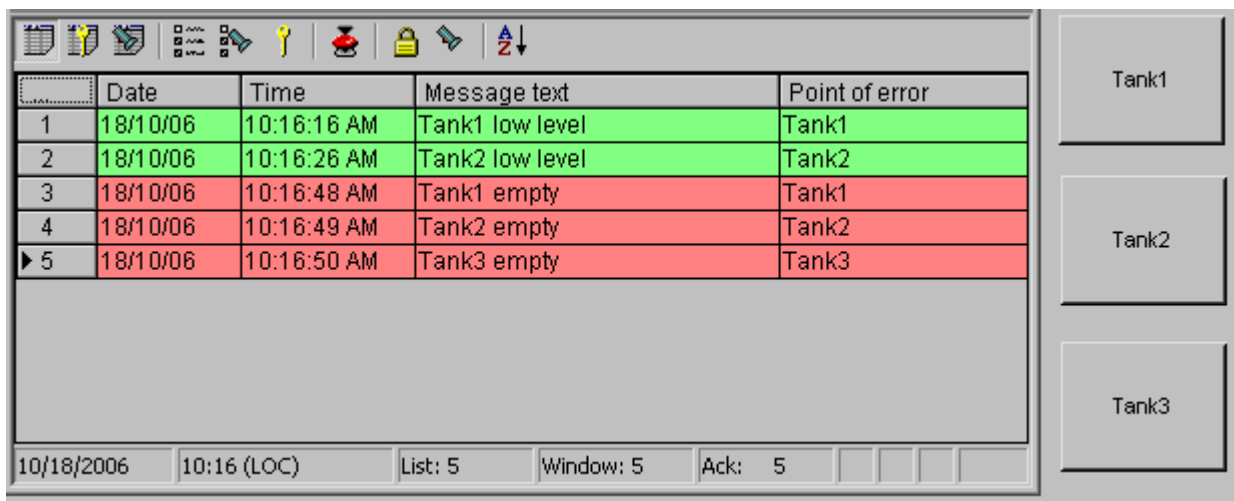 A Z
... Date Time Message text Point of error
1 18/10/06 10:16:16 AM Tank1 low level Tank1
2 18/10/06 10:16:26 AM Tank2 low level Tank2
3 18/10/06 10:16:48 AM Tank1 empty Tank1
4 18/10/06 10:16:49 AM Tank2 empty Tank2
5 18/10/06 10:16:50 AM Tank3 empty Tank3
10/18/2006 10:16 (LOC) List: 5 Window: 5 Ack: 5
Tank1
Tank2
Tank3